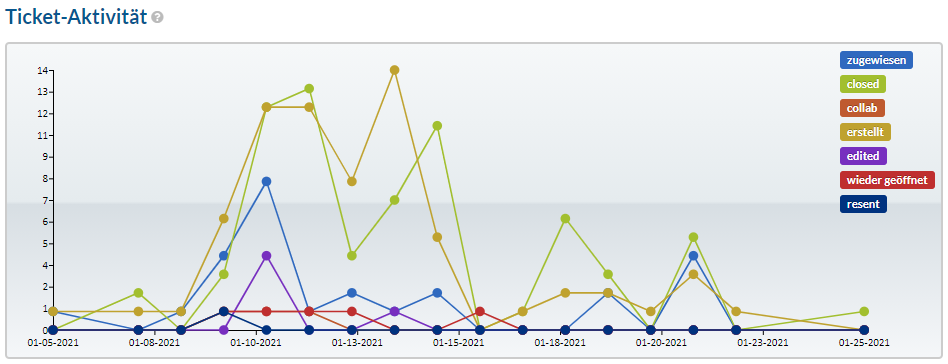 Ticket-Aktivität ?
zugewiesen
closed
collab
erstellt
edited
wieder geöffnet
resent
14
13
12
11
9
8
7
6
5
4
2
1
0
01-05-2021 01-08-2021 01-10-2021 01-13-2021 01-15-2021 01-18-2021 01-20-2021 01-23-2021 01-25-2021